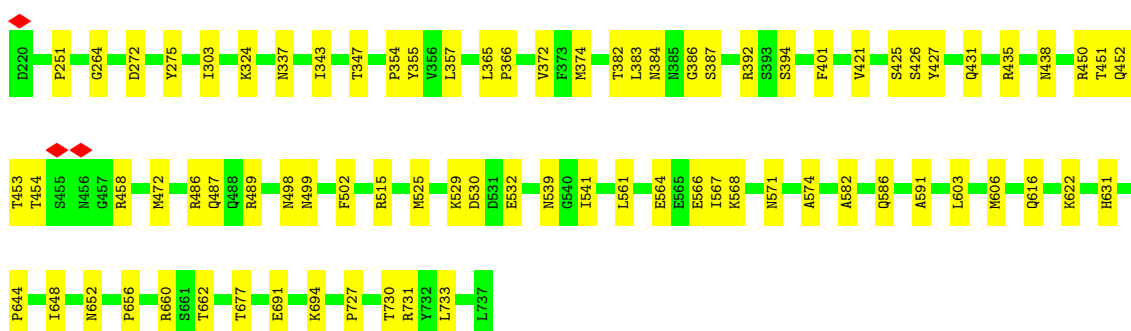 D220 P251 G264 D272 Y275 I303 K324 N337 I343 T347 P354 Y355 V356 L357 L365 P366 V372 F373 M374 T382 L383 N384 N385 G386 S387 R392 S393 S394 F401 V421 S425 S426 Y427 Q431 R435 N438 R450 T451 Q452
T453 T454 S455 N456 G457 R458 M472 R486 Q487 Q488 R489 N498 N499 F502 R515 M525 K529 D530 D531 E532 N539 G540 I541 L561 E564 E565 E566 I567 K568 N571 A574 A582 Q586 A591 L603 M606 Q616 K622 H631
P644 I648 N652 P656 R660 S661 T662 T677 E691 K694 P727 T730 R731 Y732 L733 L737